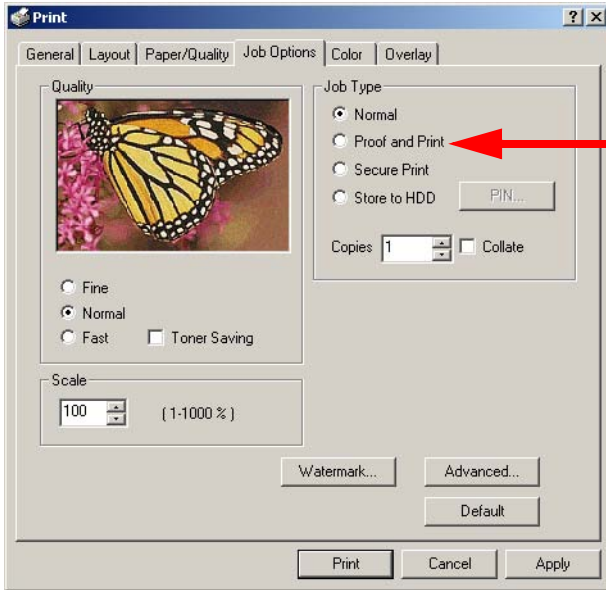 Print
General Layout Paper/Quality Job Options Color Overlay
Quality
Fine
Normal
Fast Toner Saving
Scale
100 (1-1000 %)
Job Type
Normal
Proof and Print
Secure Print
Store to HDD PIN...
Copies 1 Collate
Watermark... Advanced...
Default
Print Cancel Apply